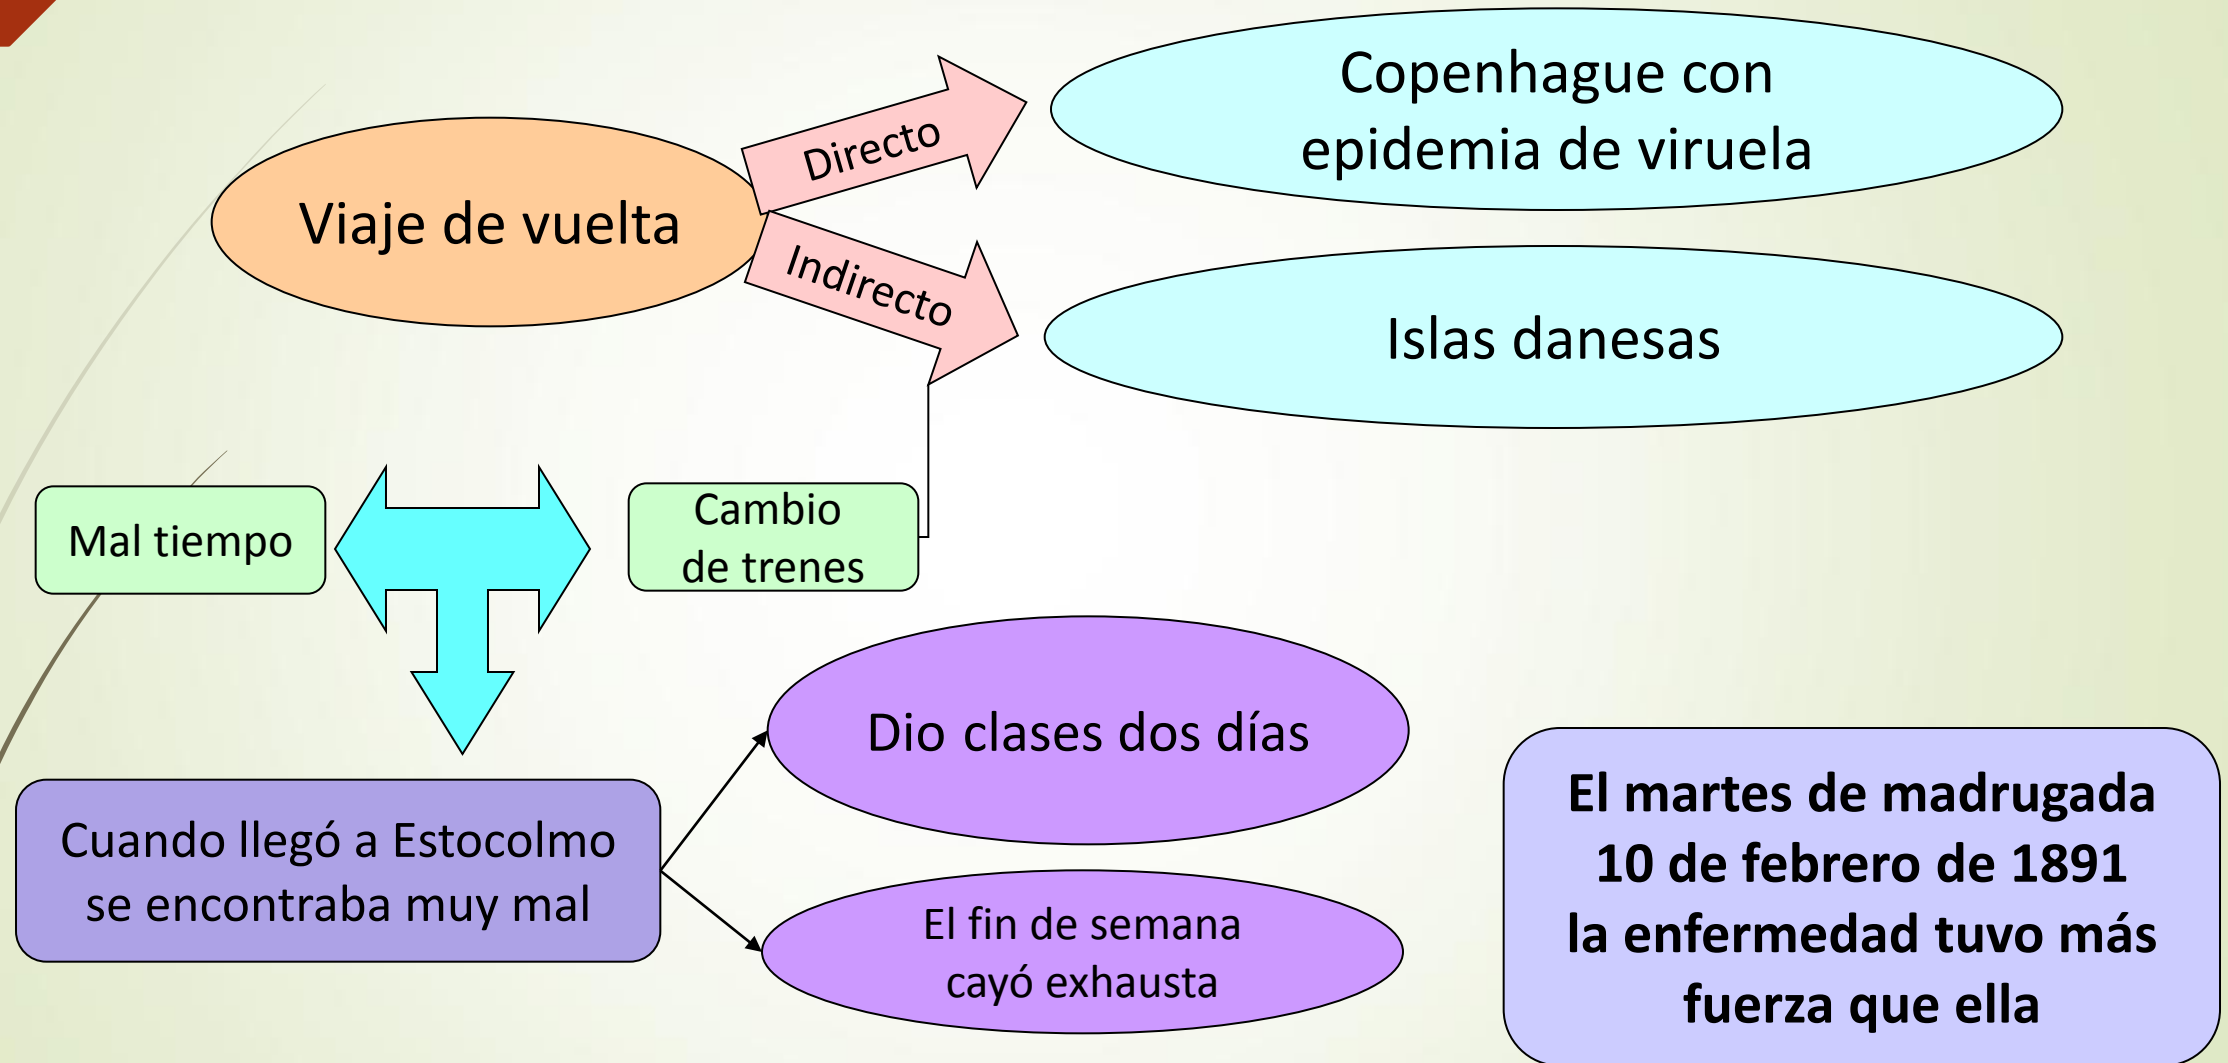 Copenhague con
epidemia de viruela
Directo
Viaje de vuelta
Indirecto
Islas danesas
Mal tiempo
Cambio
de trenes
Dio clases dos días
Cuando llegó a Estocolmo
se encontraba muy mal
El fin de semana
cayó exhausta
El martes de madrugada
10 de febrero de 1891
la enfermedad tuvo más
fuerza que ella